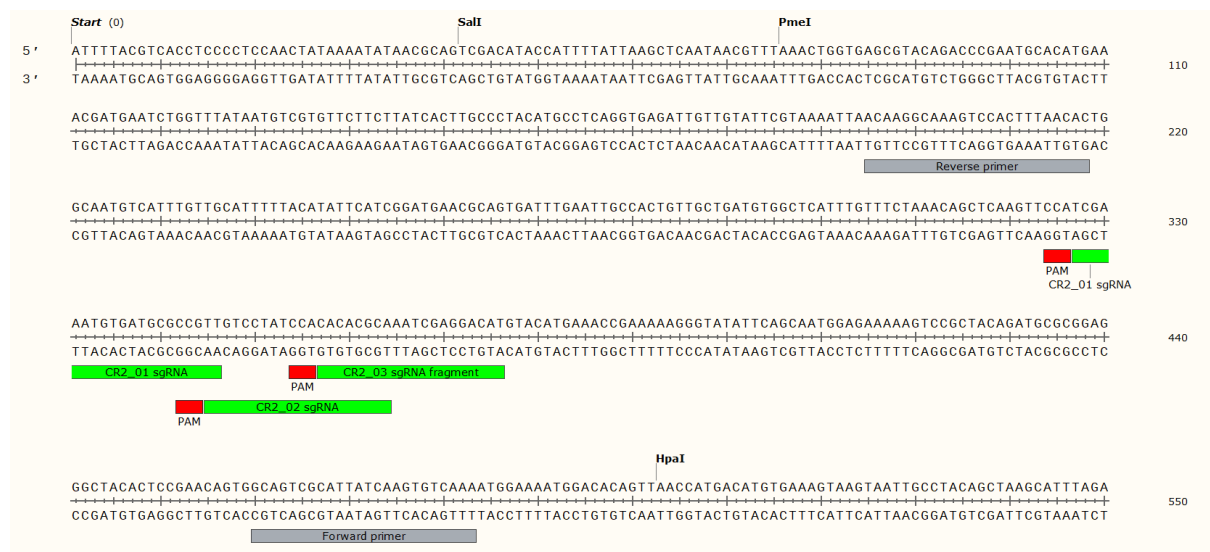 Start (0)
SalI
PmeI
5 ' ATTTTACGTCACCTCCCCTCCAACTATAAAATATAACGCAGTCGACATACCATTTTATTAAGCTCAATAACGTTTAAACTGGTGAGCGTACAGACCCGAATGCACATGAA
110
3 ' TAAAATGCAGTGGAGGGGAGGTTGATATTTTATATTGCGTCAGCTGTATGGTAAAATAATTCGAGTTATTGCAAATTTGACCACTCGCATGTCTGGGCTTACGTGTACTT
ACGATGAATCTGGTTTATAATGTCGTGTTCTTCTTATCACTTGCCCTACATGCCTCAGGTGAGATTGTTGTATTCGTAAAATTAACAAGGCAAAGTCCACTTTAACACTG
220
TGCTACTTAGACCAAATATTACAGCACAAGAAGAATAGTGAACGGGATGTACGGAGTCCACTCTAACAACATAAGCATTTTAATTGTTCCGTTTCAGGTGAAATTGTGAC
Reverse primer
GCAATGTCATTTGTTGCATTTTTACATATTCATCGGATGAACGCAGTGATTTGAATTGCCACTGTTGCTGATGTGGCTCATTTGTTTCTAAACAGCTCAAGTTCCATCGA
330
CGTTACAGTAAACAACGTAAAAATGTATAAGTAGCCTACTTGCGTCACTAAACTTAACGGTGACAACGACTACACCGAGTAAACAAAGATTTGTCGAGTTCAAGGTAGCT
PAM
CR2_01 sgRNA
AATGTGATGCGCCGTTGTCCTATCCACACACGCAAATCGAGGACATGTACATGAAACCGAAAAAGGGTATATTCAGCAATGGAGAAAAAGTCCGCTACAGATGCGCGGAG
440
TTACACTACGCGGCAACAGGATAGGTGTGTGCGTTTAGCTCCTGTACATGTACTTTGGCTTTTTCCCATATAAGTCGTTACCTCTTTTTCAGGCGATGTCTACGCGCCTC
CR2_01 sgRNA
PAM
CR2_03 sgRNA fragment
PAM
CR2_02 sgRNA
HpaI
GGCTACACTCCGAACAGTGGCAGTCGCATTATCAAGTGTCAAAATGGAAAATGGACACAGTTAACCATGACATGTGAAAGTAAGTAATTGCCTACAGCTAAGCATTTAGA
550
CCGATGTGAGGCTTGTCACCGTCAGCGTAATAGTTCACAGTTTTACCTTTTACCTGTGTCAATTGGTACTGTACACTTTCATTCATTAACGGATGTCGATTCGTAAATCT
Forward primer